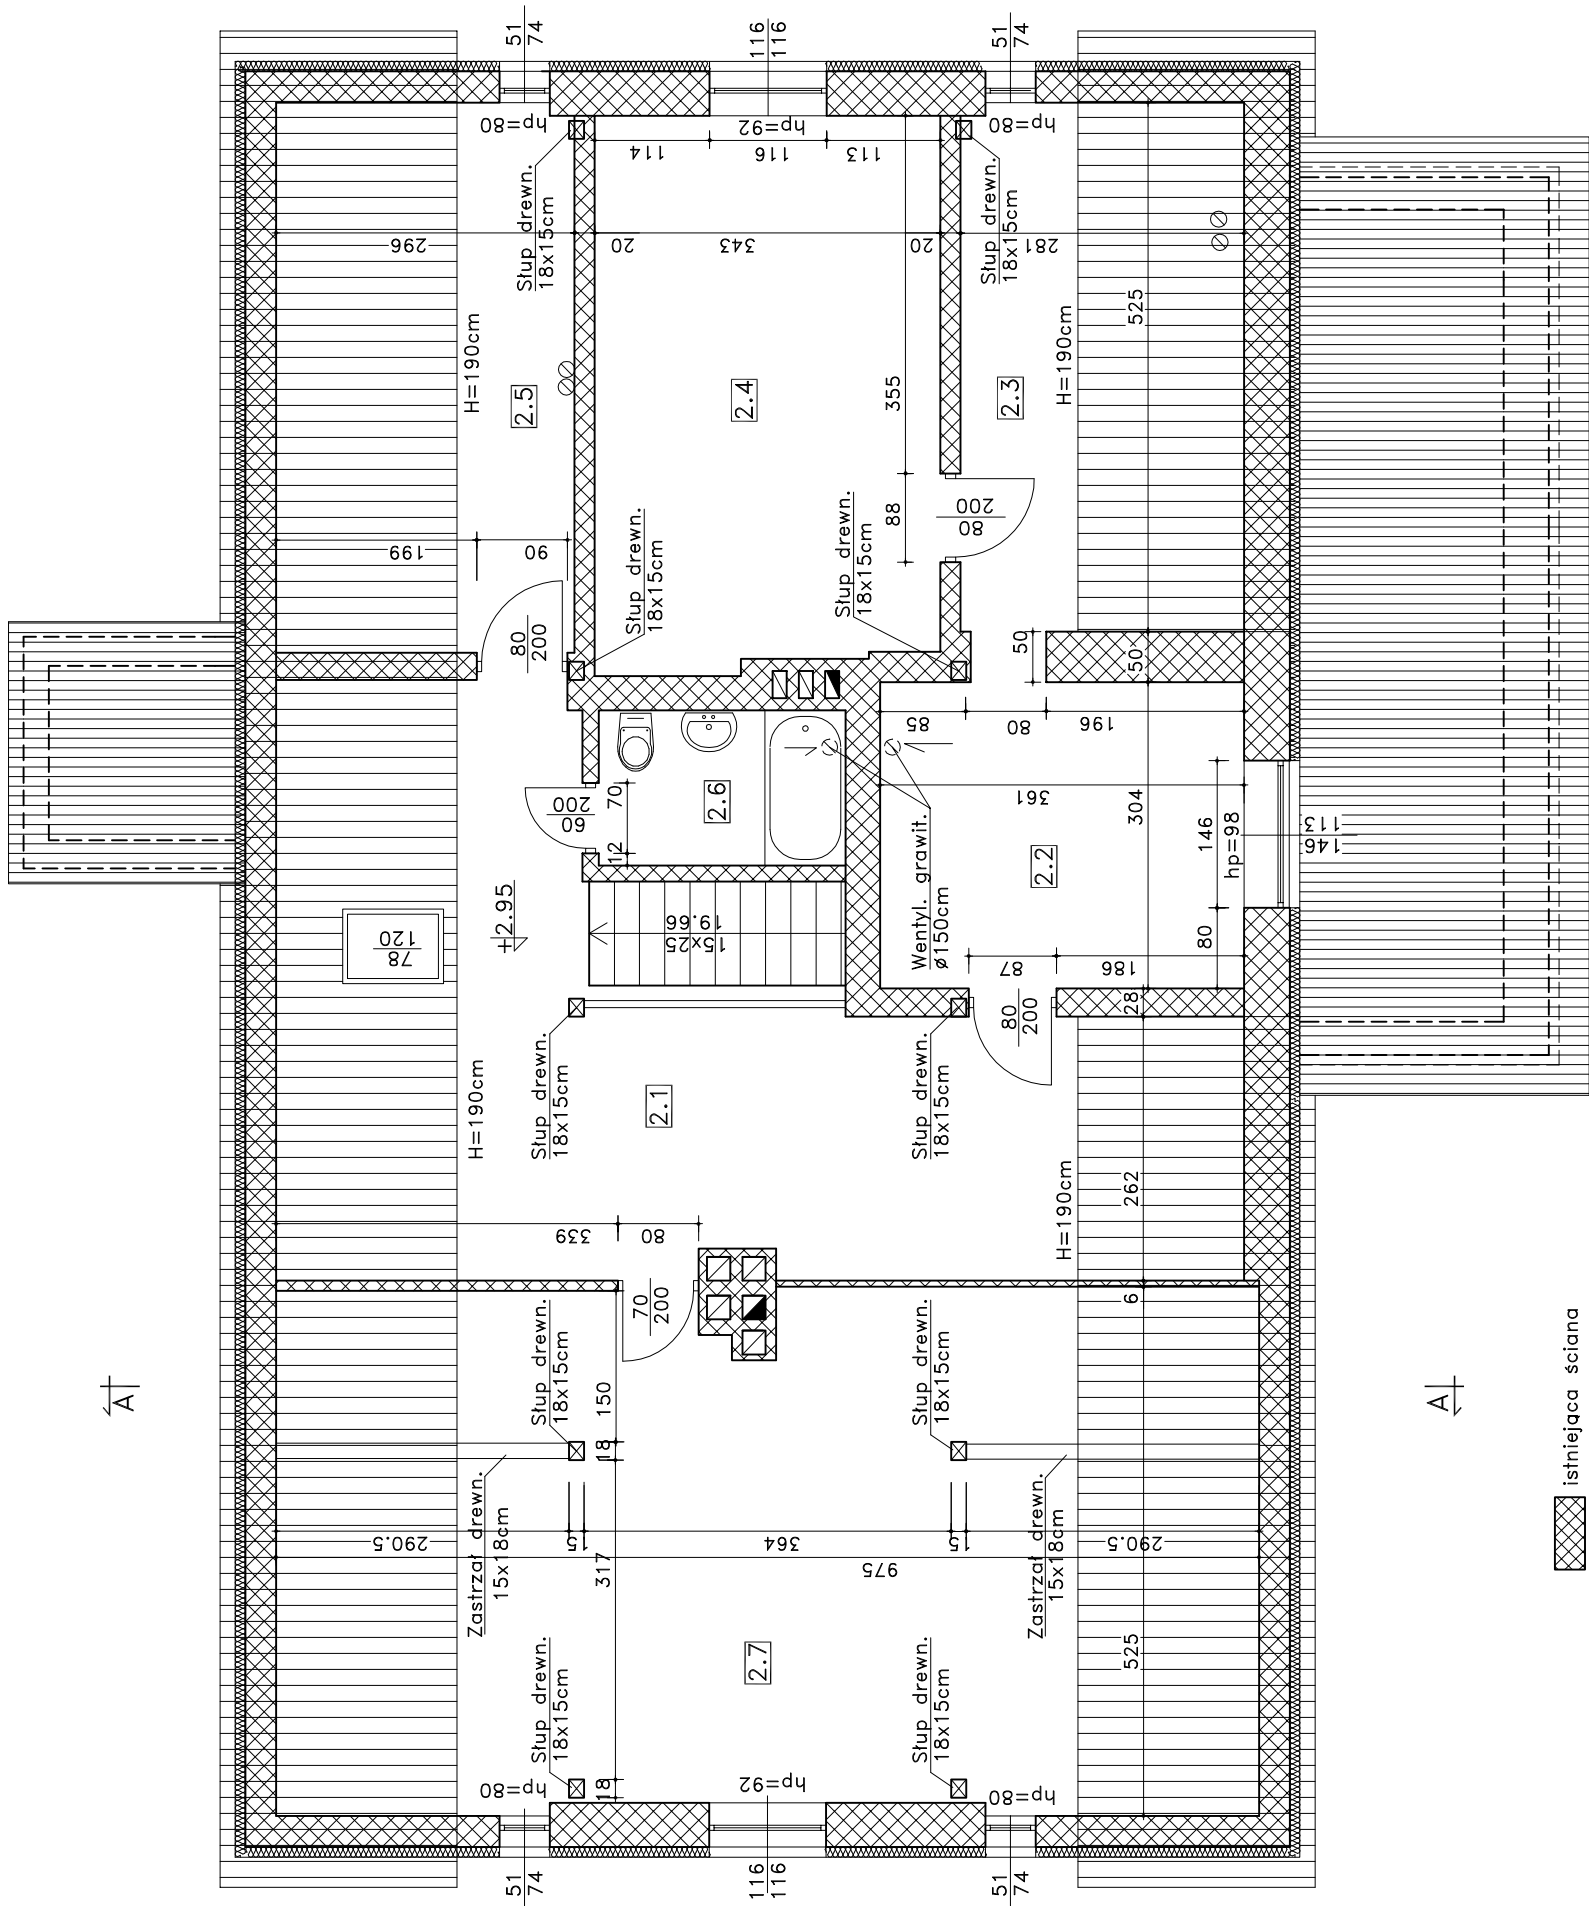 51
74
116
116
51
74
hp=80
hp=92
hp=80
114
116
113
Słup drewn.
18x15cm
Słup drewn.
18x15cm
296
20
343
20
281
525
H=190cm
2.5
2.4
355
2.3
H=190cm
199
90
Słup drewn.
18x15cm
Słup drewn.
18x15cm
88
80
200
80
200
50
50
85
80
196
60
200
70
12
2.6
361
304
146
hp=98
113
146
Wentyl. grawit.
ø150cm
2.2
78
120
+2.95
15x25
19.66
87
186
80
28
80
200
H=190cm
Słup drewn.
18x15cm
2.1
Słup drewn.
18x15cm
H=190cm
262
339
80
70
200
6
A
Słup drewn.
18x15cm
150
18
Słup drewn.
18x15cm
A
Zastrzał drewn.
15x18cm
Zastrzał drewn.
15x18cm
290.5
15
364
15
290.5
317
975
525
2.7
Słup drewn.
18x15cm
Słup drewn.
18x15cm
18
hp=80
hp=92
hp=80
51
74
116
116
51
74
istniejąca ściana